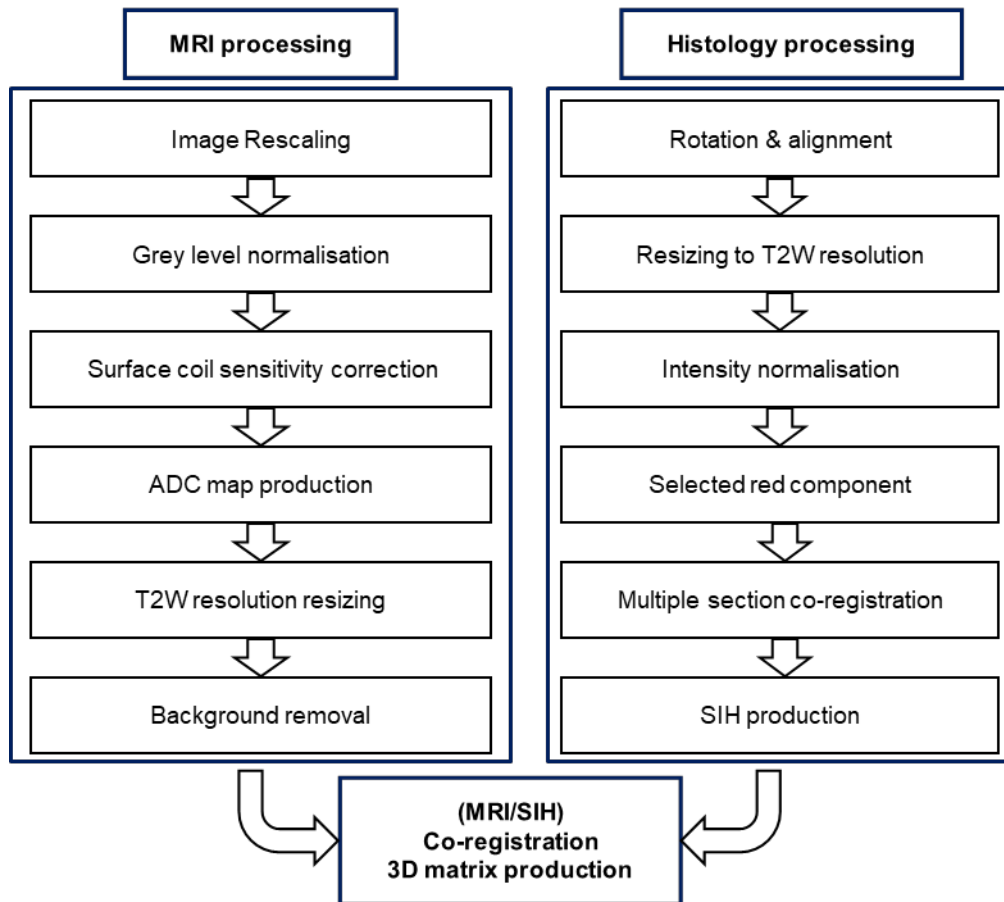 MRI processing
Image Rescaling
Grey level normalisation
Surface coil sensitivity correction
ADC map production
T2W resolution resizing
Background removal
Histology processing
Rotation & alignment
Resizing to T2W resolution
Intensity normalisation
Selected red component
Multiple section co-registration
SIH production
(MRI/SIH)
Co-registration
3D matrix production